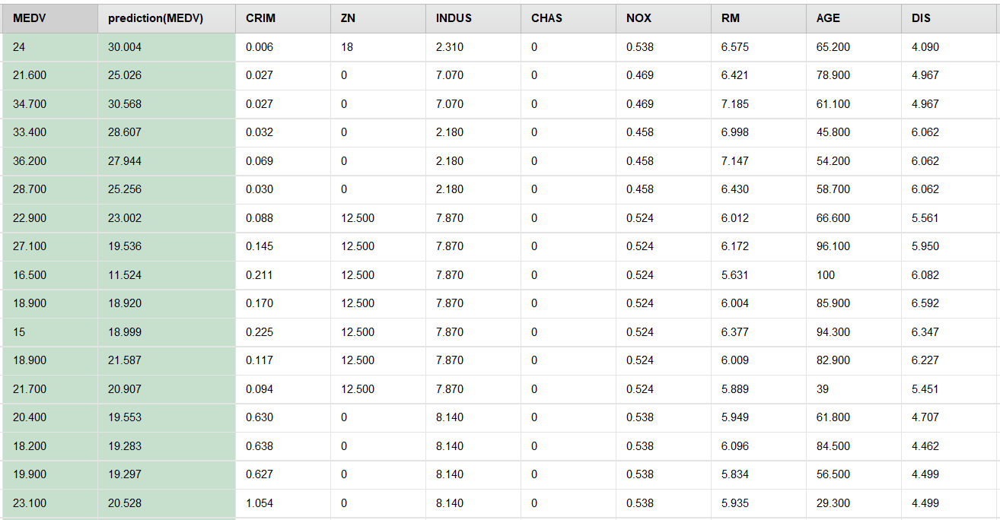 MEDV prediction(MEDV) CRIM ZN INDUS CHAS NOX RM AGE DIS
24 30.004 0.006 18 2.310 0 0.538 6.575 65.200 4.090
21.600 25.026 0.027 0 7.070 0 0.469 6.421 78.900 4.967
34.700 30.568 0.027 0 7.070 0 0.469 7.185 61.100 4.967
33.400 28.607 0.032 0 2.180 0 0.458 6.998 45.800 6.062
36.200 27.944 0.069 0 2.180 0 0.458 7.147 54.200 6.062
28.700 25.256 0.030 0 2.180 0 0.458 6.430 58.700 6.062
22.900 23.002 0.088 12.500 7.870 0 0.524 6.012 66.600 5.561
27.100 19.536 0.145 12.500 7.870 0 0.524 6.172 96.100 5.950
16.500 11.524 0.211 12.500 7.870 0 0.524 5.631 100 6.082
18.900 18.920 0.170 12.500 7.870 0 0.524 6.004 85.900 6.592
15 18.999 0.225 12.500 7.870 0 0.524 6.377 94.300 6.347
18.900 21.587 0.117 12.500 7.870 0 0.524 6.009 82.900 6.227
21.700 20.907 0.094 12.500 7.870 0 0.524 5.889 39 5.451
20.400 19.553 0.630 0 8.140 0 0.538 5.949 61.800 4.707
18.200 19.283 0.638 0 8.140 0 0.538 6.096 84.500 4.462
19.900 19.297 0.627 0 8.140 0 0.538 5.834 56.500 4.499
23.100 20.528 1.054 0 8.140 0 0.538 5.935 29.300 4.499